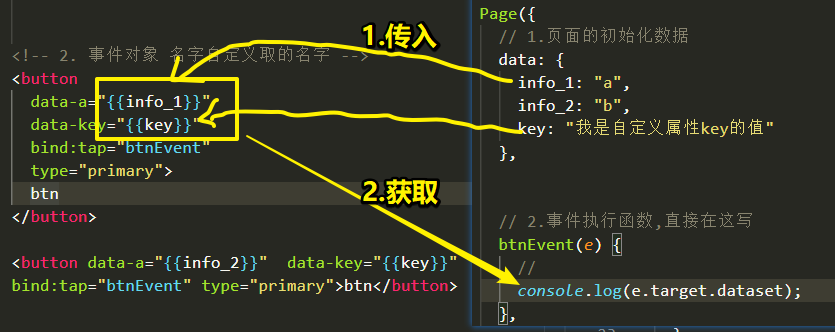 1.传入
<!-- 2. 事件对象 名字自定义取的名字 -->
<button
data-a="{{info_1}}"
data-key="{{key}}"
bind:tap="btnEvent"
type="primary">
btn
</button>
<button data-a="{{info_2}}" data-key="{{key}}"
bind:tap="btnEvent" type="primary">btn</button>
2.获取
Page({
// 1.页面的初始化数据
data: {
info_1: "a",
info_2: "b",
key: "我是自定义属性key的值"
},
// 2.事件执行函数,直接在这写
btnEvent(e) {
//
console.log(e.target.dataset);
},